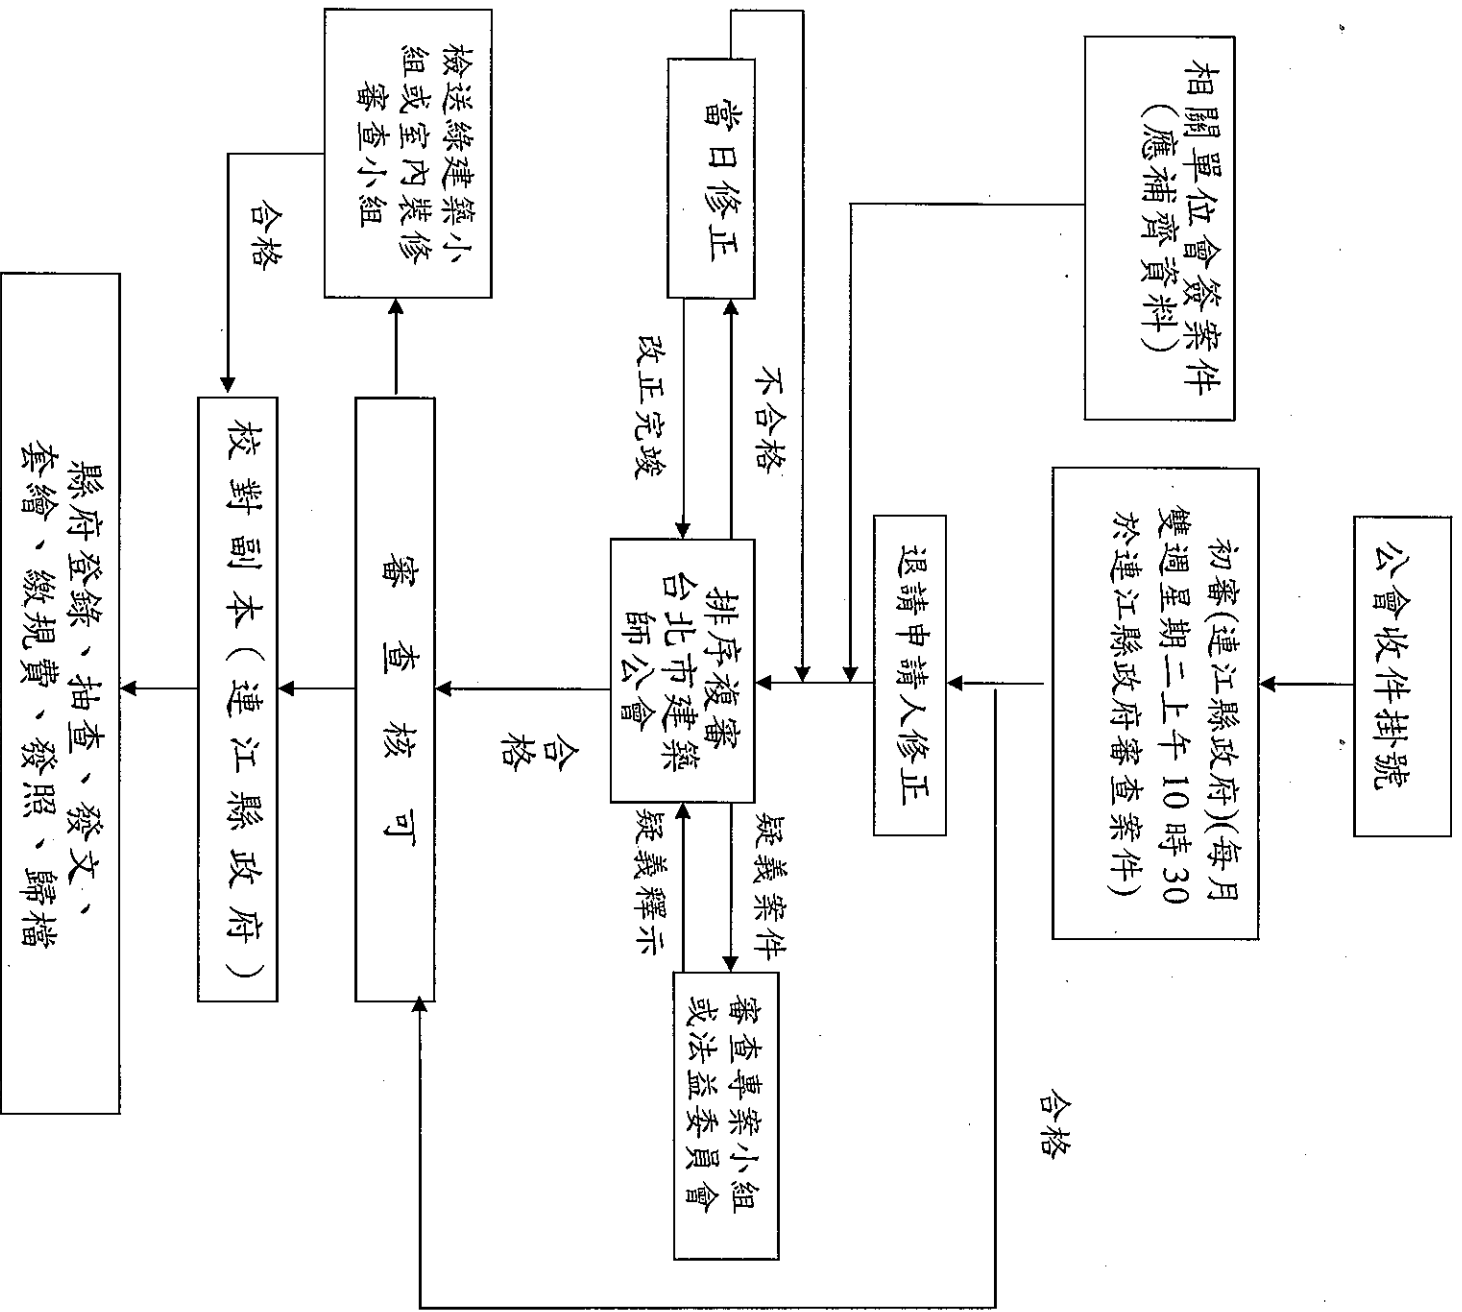 公會收件掛號
初審(連江縣政府)(每月
雙週星期二上午10時30
於連江縣政府審查案件)
合格
相關單位會簽案件
（應補齊資料）
退請申請人修正
當日修正
不合格
改正完竣
排序複審
台北市建築
師公會
疑義案件
疑義釋示
審查專案小組
或法益委員會
合
格
審查核可
檢送綠建築小
組或室內裝修
審查小組
合格
校對副本（連江縣政府）
縣府登錄、抽查、發文、
套繪、繳規費、發照、歸檔